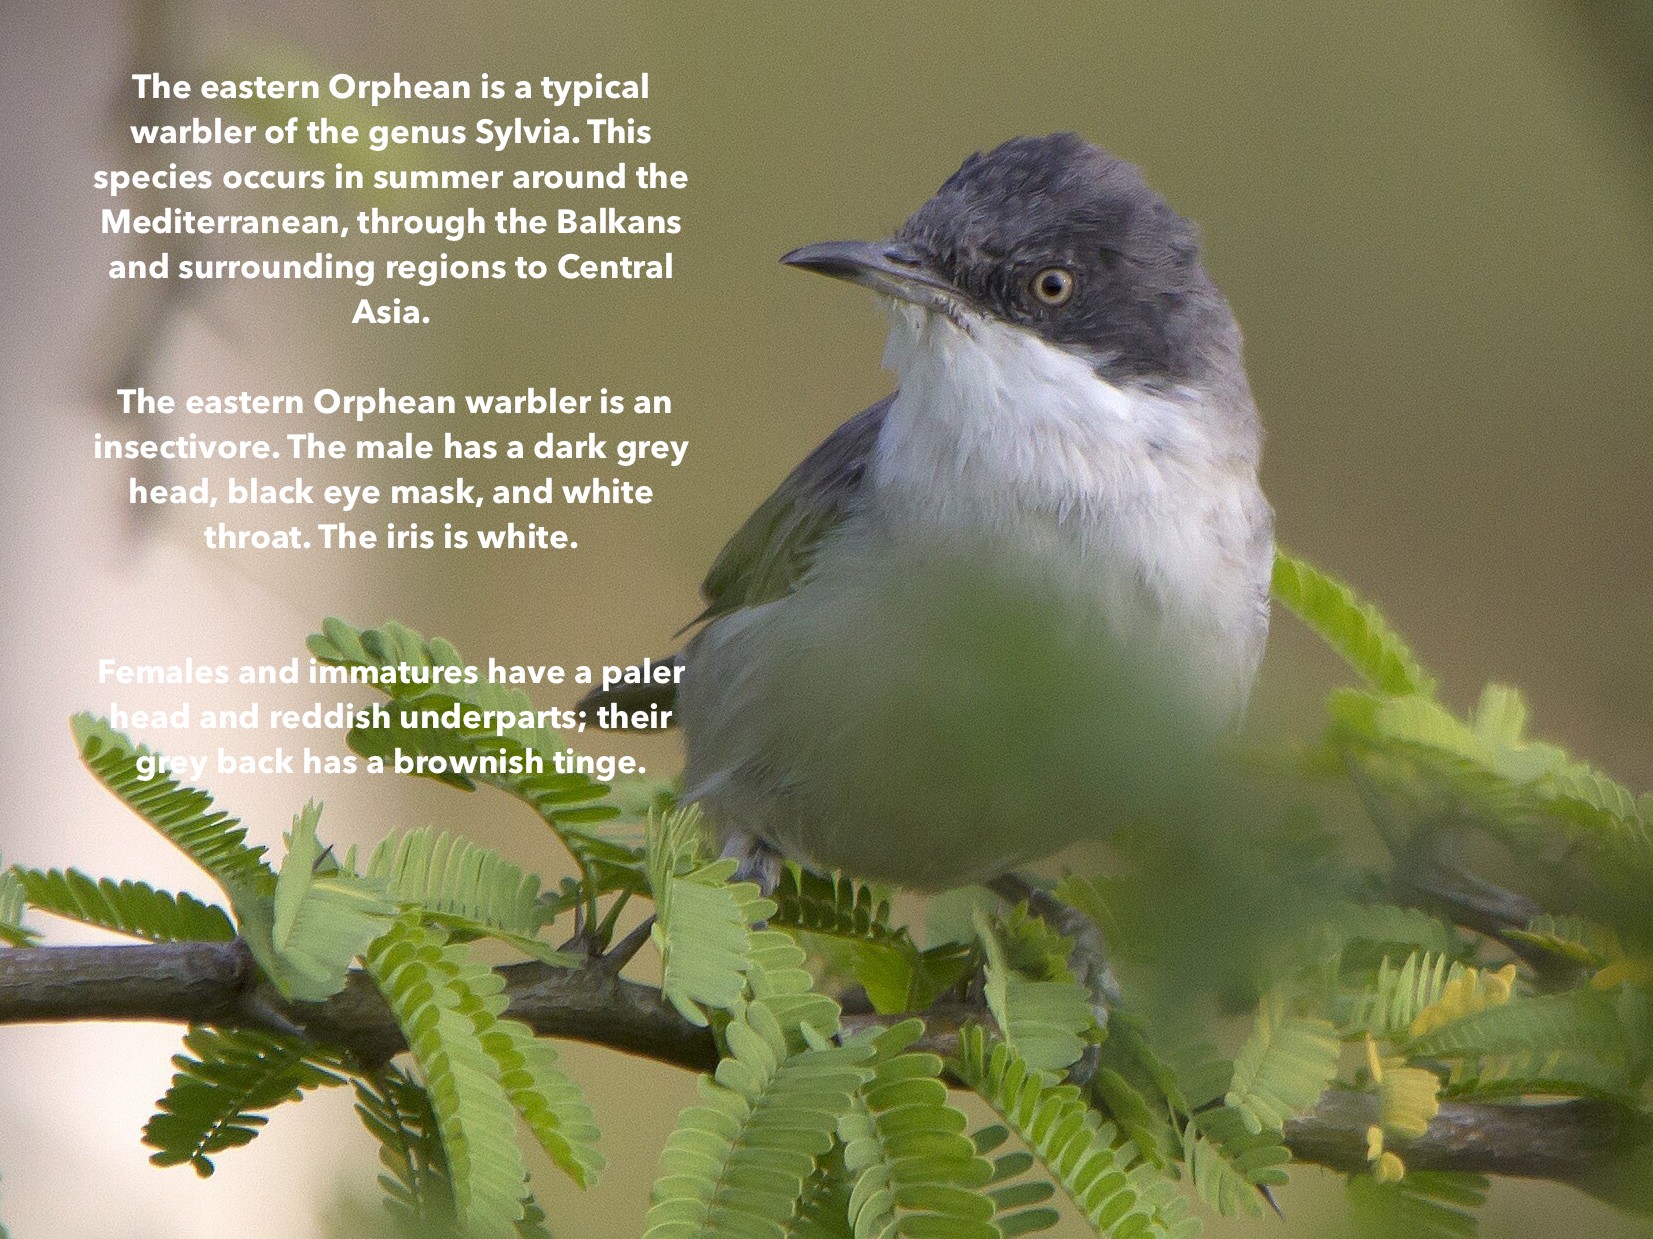 The eastern Orphean is a typical
warbler of the genus Sylvia. This
species occurs in summer around the
Mediterranean, through the Balkans
and surrounding regions to Central
Asia.
The eastern Orphean warbler is an
insectivore. The male has a dark grey
head, black eye mask, and white
throat. The iris is white.
Females and immatures have a paler
head and reddish underparts; their
grey back has a brownish tinge.